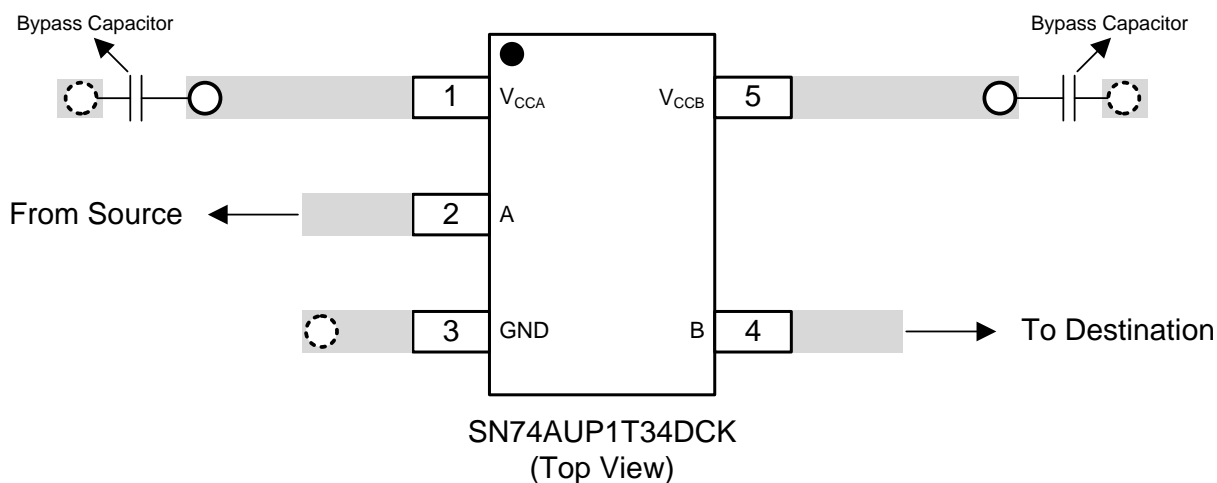 Bypass Capacitor
Bypass Capacitor
1 VCCA VCCB 5
From Source 2 A
3 GND B 4 To Destination
SN74AUP1T34DCK
(Top View)